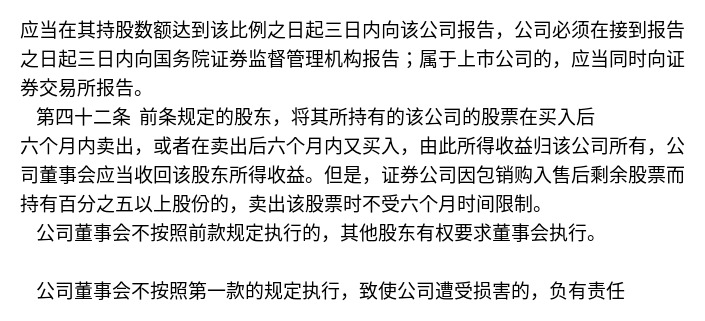 应当在其持股数额达到该比例之日起三日内向该公司报告，公司必须在接到报告
之日起三日内向国务院证券监督管理机构报告；属于上市公司的，应当同时向证
券交易所报告。
第四十二条 前条规定的股东，将其所持有的该公司的股票在买入后
六个月内卖出，或者在卖出后六个月内又买入，由此所得收益归该公司所有，公
司董事会应当收回该股东所得收益。但是，证券公司因包销购入售后剩余股票而
持有百分之五以上股份的，卖出该股票时不受六个月时间限制。
公司董事会不按照前款规定执行的，其他股东有权要求董事会执行。
公司董事会不按照第一款的规定执行，致使公司遭受损害的，负有责任